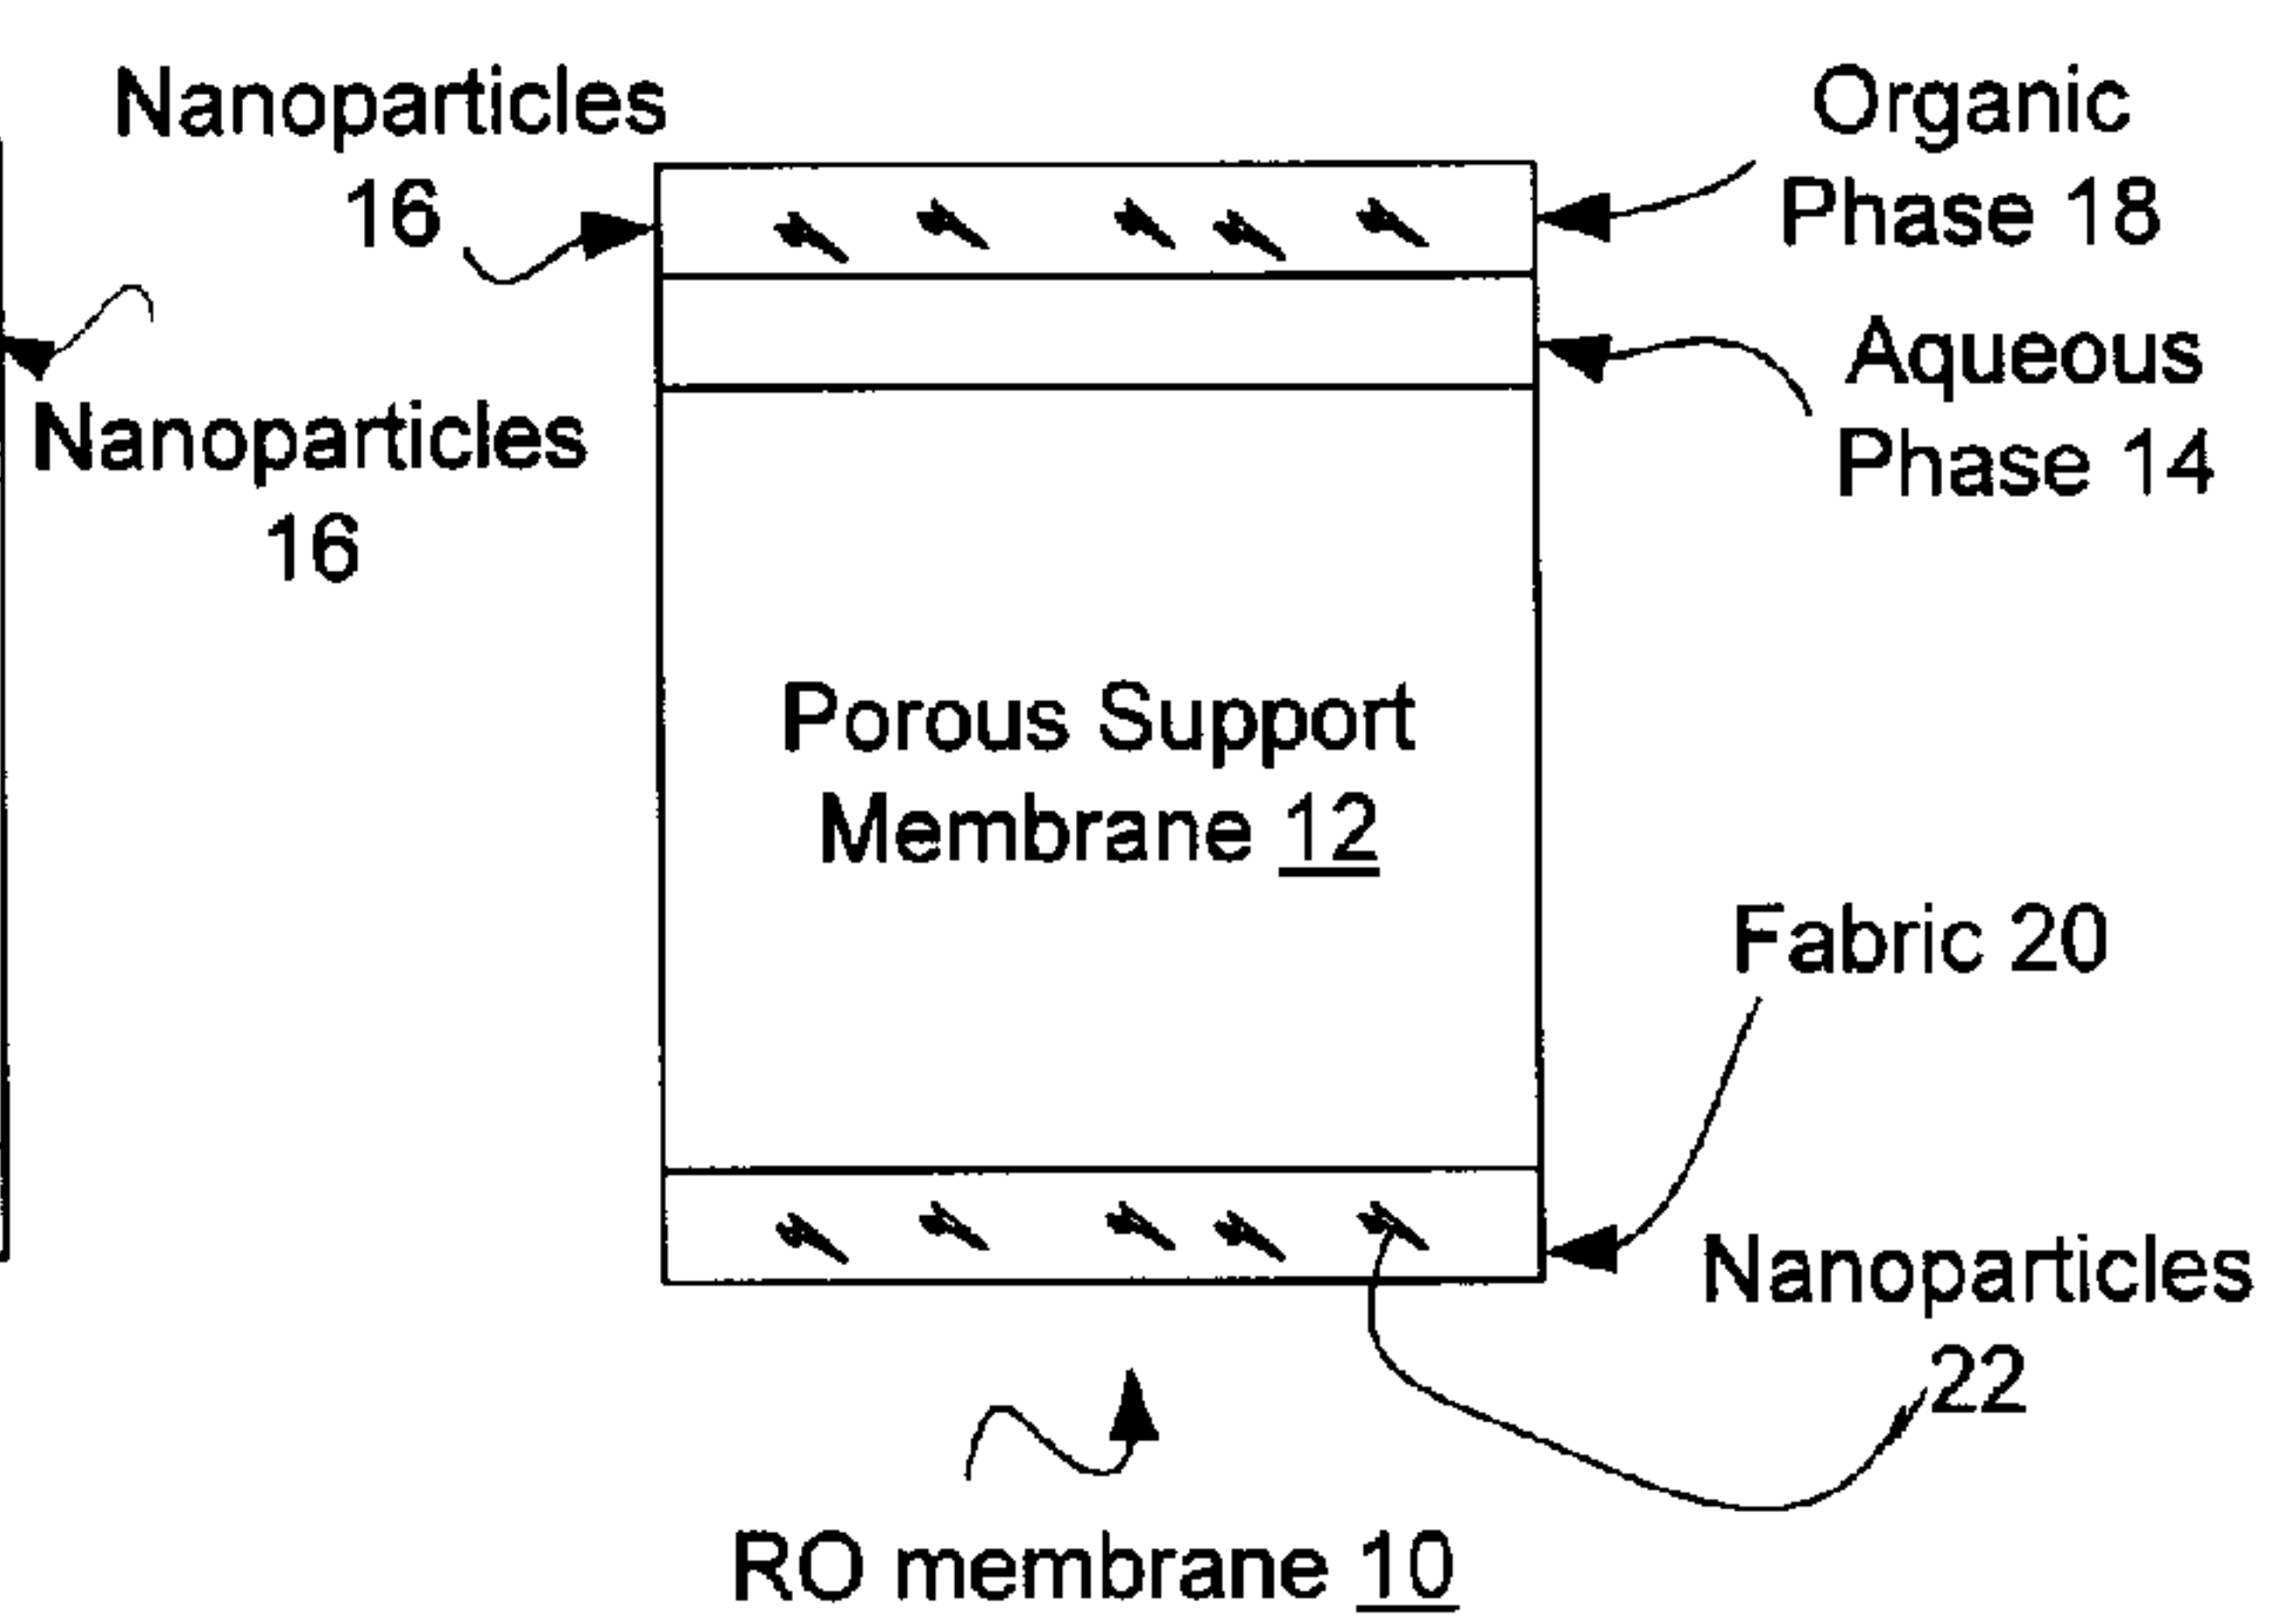 Nanoparticles
16
Organic
Phase 18
Nanoparticles
16
Aqueous
Phase 14
Porous Support
Membrane 12
Fabric 20
Nanoparticles
22
RO membrane 10